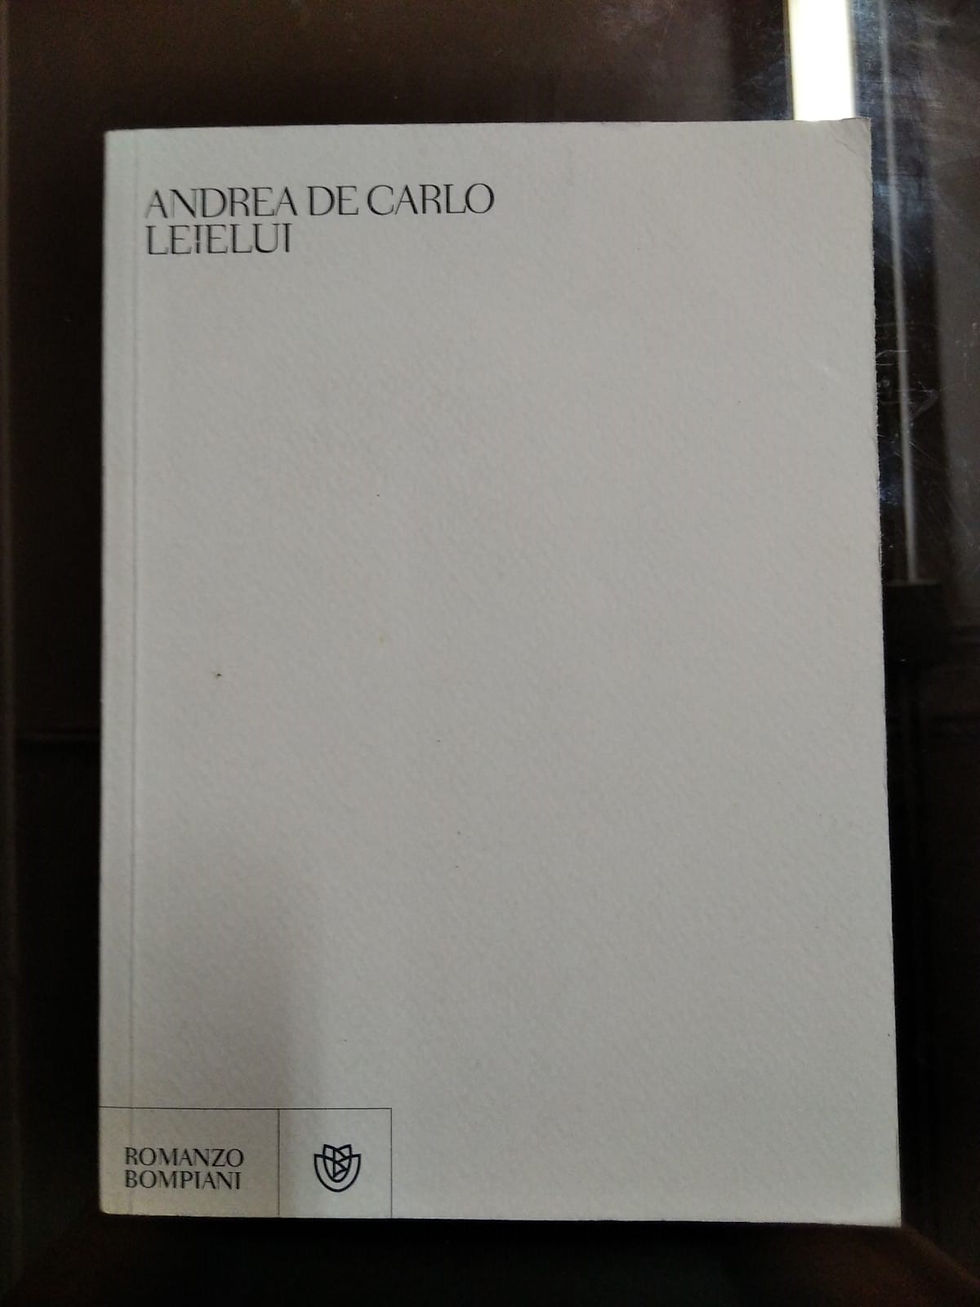 ANDREA DE CARLO
LEIELUI
ROMANZO
BOMPIANI